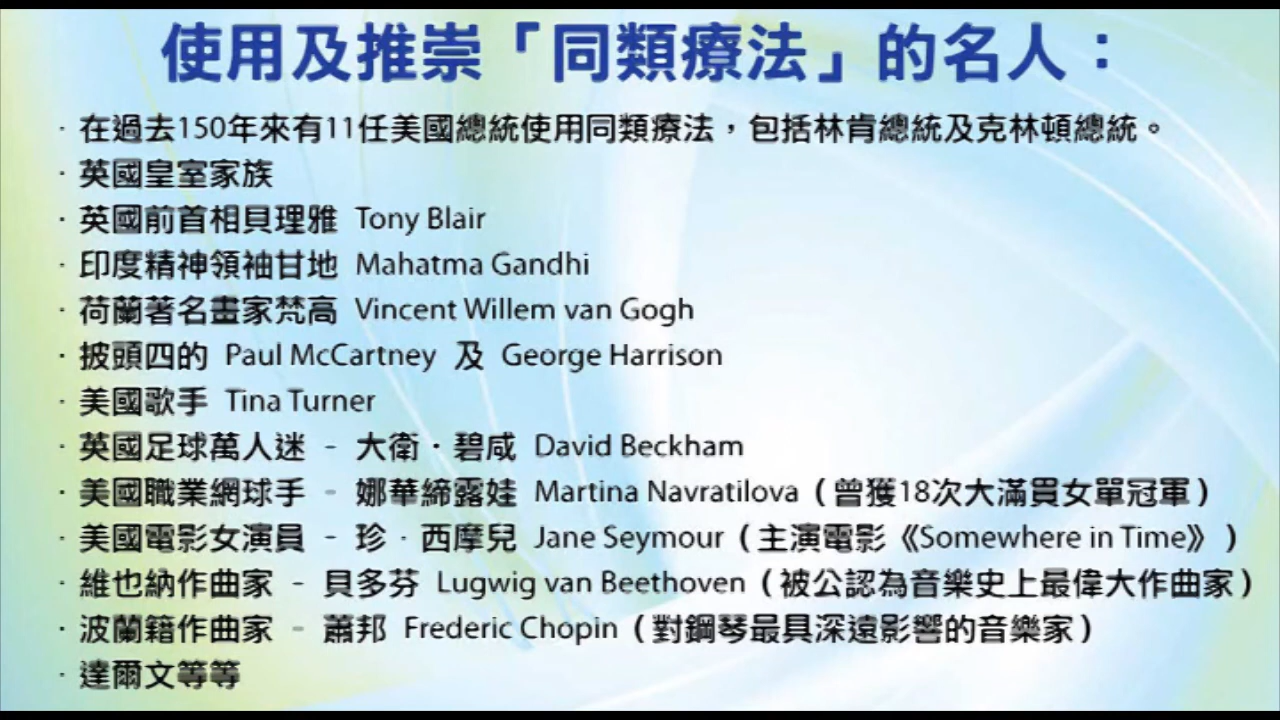 使用及推崇「同類療法」的名人：
· 在過去150年來有11任美國總統使用同類療法，包括林肯總統及克林頓總統。
· 英國皇室家族
· 英國前首相貝理雅 Tony Blair
· 印度精神領袖甘地 Mahatma Gandhi
· 荷蘭著名畫家梵高 Vincent Willem van Gogh
· 披頭四的 Paul McCartney 及 George Harrison
· 美國歌手 Tina Turner
· 英國足球萬人迷 - 大衛·碧咸 David Beckham
· 美國職業網球手 - 娜華締露娃 Martina Navratilova（曾獲18次大滿貫女單冠軍）
· 美國電影女演員 - 珍·西摩兒 Jane Seymour（主演電影《Somewhere in Time》）
· 維也納作曲家 - 貝多芬 Lugwig van Beethoven（被公認為音樂史上最偉大作曲家）
· 波蘭籍作曲家 - 蕭邦 Frederic Chopin（對鋼琴最具深遠影響的音樂家）
· 達爾文等等